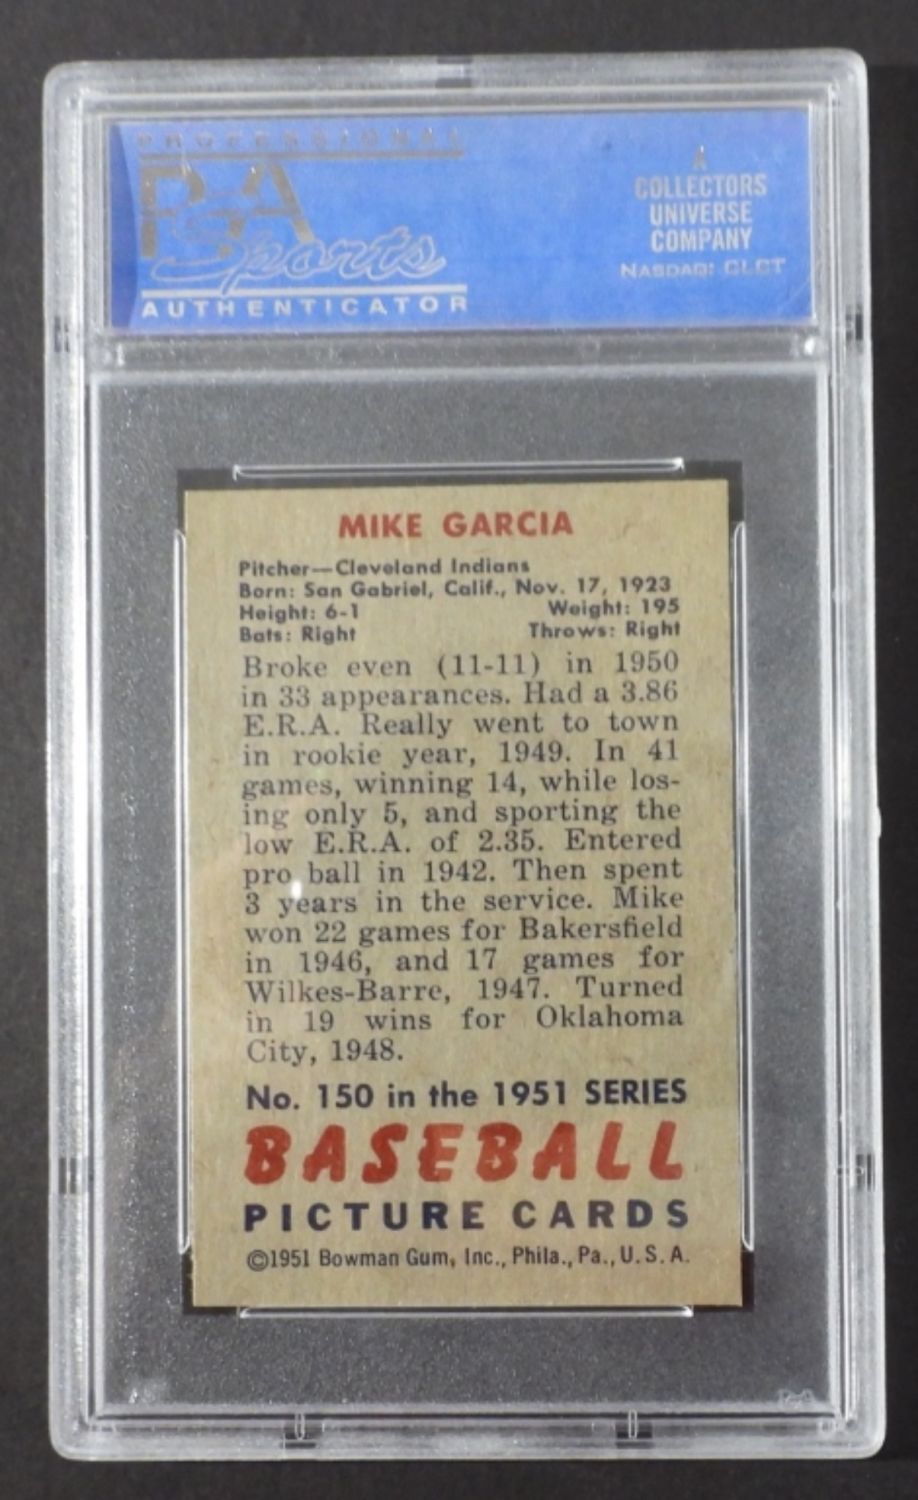 PROFESSIONAL
PSA
Sports
AUTHENTICATOR
A
COLLECTORS
UNIVERSE
COMPANY
NASDAQ: CLCT
MIKE GARCIA
Pitcher—Cleveland Indians
Born: San Gabriel, Calif., Nov. 17, 1923
Height: 6-1 Weight: 195
Bats: Right Throws: Right
Broke even (11-11) in 1950
in 33 appearances. Had a 3.86
E.R.A. Really went to town
in rookie year, 1949. In 41
games, winning 14, while los-
ing only 5, and sporting the
low E.R.A. of 2.35. Entered
pro ball in 1942. Then spent
3 years in the service. Mike
won 22 games for Bakersfield
in 1946, and 17 games for
Wilkes-Barre, 1947. Turned
in 19 wins for Oklahoma
City, 1948.
No. 150 in the 1951 SERIES
BASEBALL
PICTURE CARDS
©1951 Bowman Gum, Inc., Phila., Pa., U.S.A.